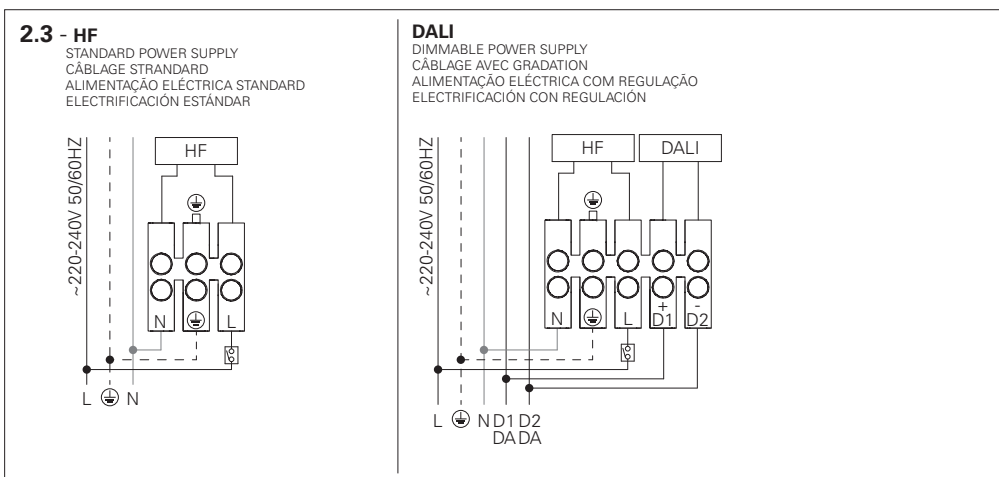 2.3 - HF
STANDARD POWER SUPPLY
CÂBLAGE STRANDARD
ALIMENTAÇÃO ELÉCTRICA STANDARD
ELECTRIFICACIÓN ESTÁNDAR
~220-240V 50/60HZ
HF
N
L
L
N
DALI
DIMMABLE POWER SUPPLY
CÂBLAGE AVEC GRADATION
ALIMENTAÇÃO ELÉCTRICA COM REGULAÇÃO
ELECTRIFICACIÓN CON REGULACIÓN
~220-240V 50/60HZ
HF
DALI
+ -
N L D1 D2
L N D1 D2
DA DA